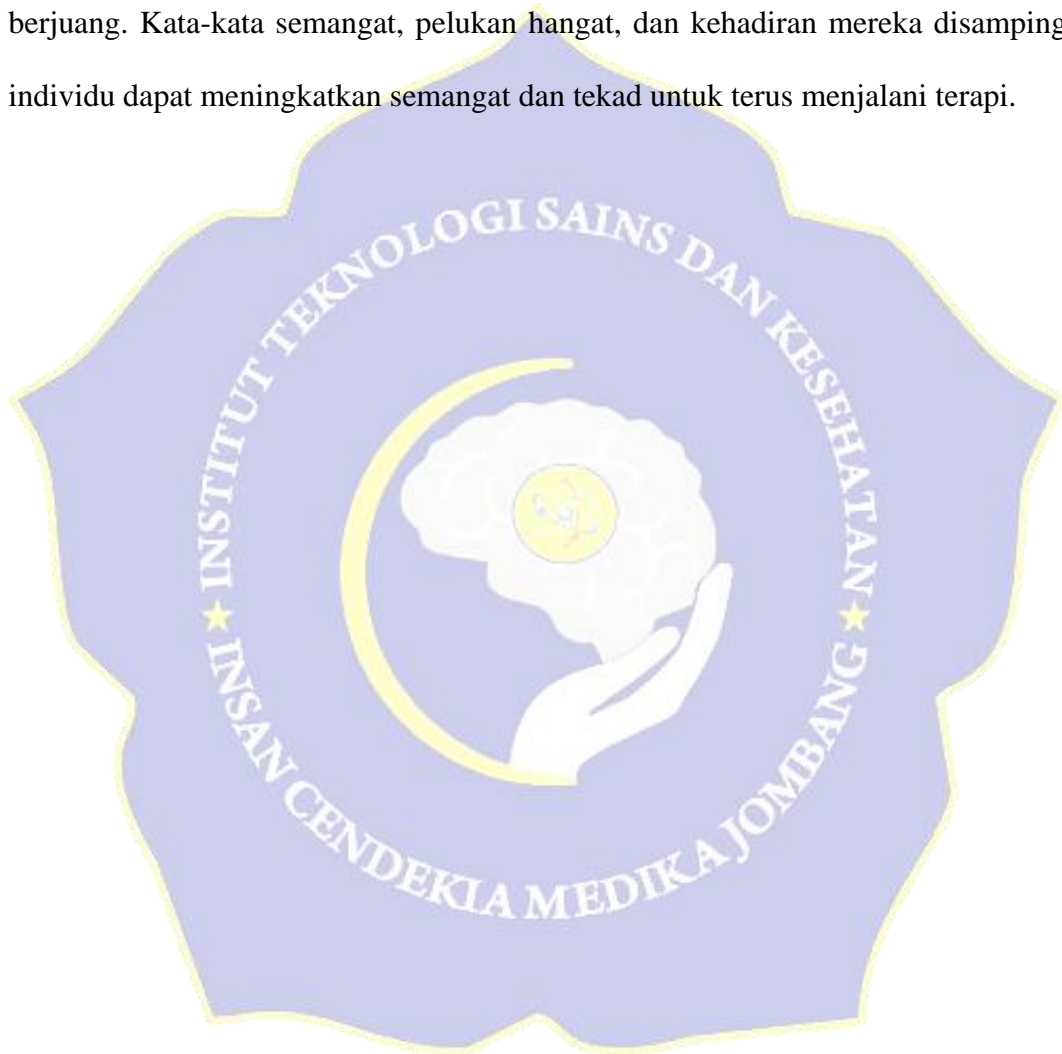 berjuang. Kata-kata semangat, pelukan hangat, dan kehadiran mereka disamping
individu dapat meningkatkan semangat dan tekad untuk terus menjalani terapi.
INSTITUT TEKNOLOGI SAINS DAN KESEHATAN
INSAN CENDEKIA MEDIKA JOMBANG